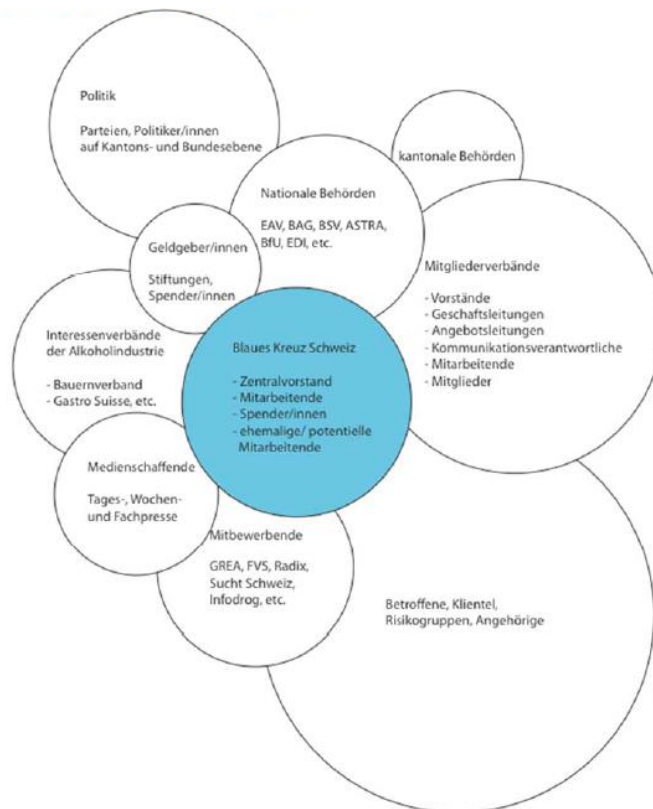 Politik
Parteien, Politiker/innen
auf Kantons- und Bundesebene
kantonale Behörden
Nationale Behörden
EAV, BAG, BSV, ASTRA,
BfU, EDI, etc.
Geldgeber/innen
Stiftungen,
Spender/innen
Mitgliederverbände
- Vorstände
- Geschäftsleitungen
- Angebotsleitungen
- Kommunikationsverantwortliche
- Mitarbeitende
- Mitglieder
Interessenverbände
der Alkoholindustrie
- Bauernverband
- Gastro Suisse, etc.
Blaues Kreuz Schweiz
- Zentralvorstand
- Mitarbeitende
- Spender/innen
- ehemalige/ potentielle
Mitarbeitende
Medienschaffende
Tages-, Wochen-
und Fachpresse
Mitbewerbende
GREA, FVS, Radix,
Sucht Schweiz,
Infodrog, etc.
Betroffene, Klientel,
Risikogruppen, Angehörige